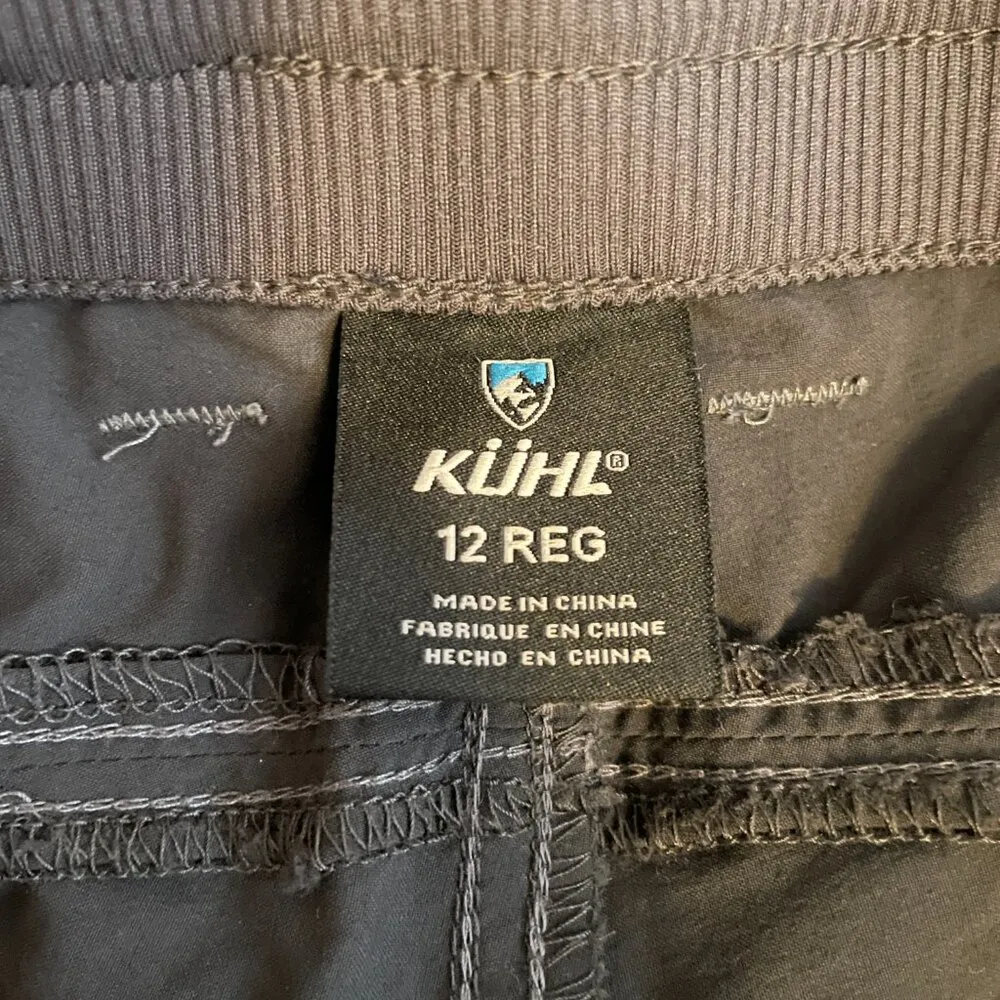 KÜHL®
12 REG
MADE IN CHINA
FABRIQUE EN CHINE
HECHO EN CHINA